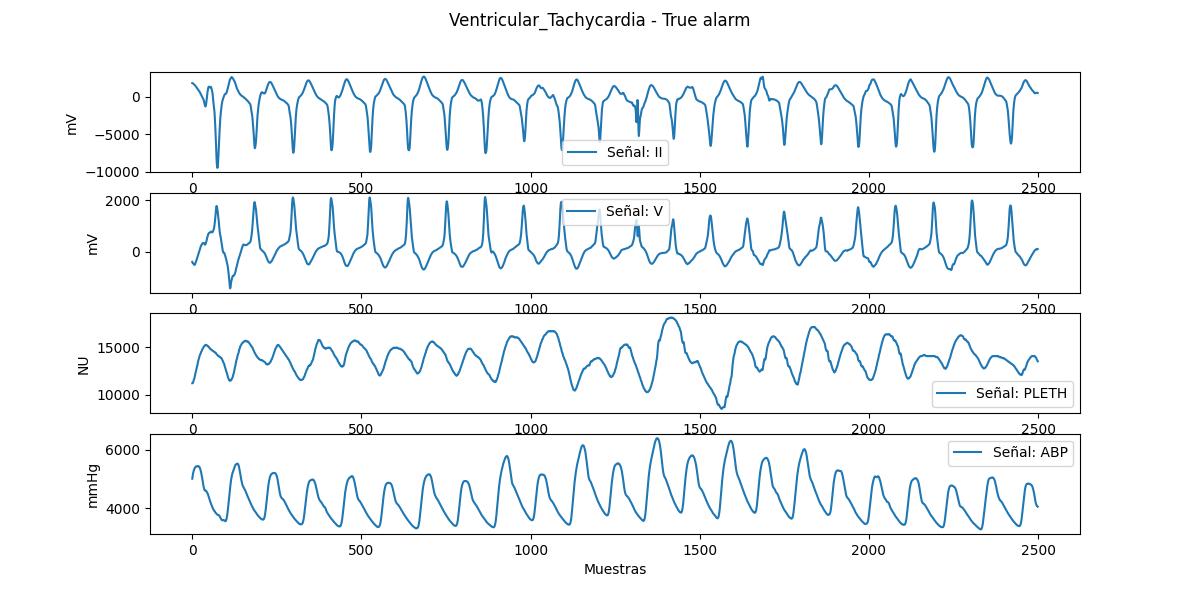 Ventricular_Tachycardia - True alarm
0
−5000
−10000
mV
Señal: II
0 500 1000 1500 2000 2500
2000
0
mV
Señal: V
0 500 1000 1500 2000 2500
15000
10000
NU
Señal: PLETH
0 500 1000 1500 2000 2500
6000
4000
mmHg
Señal: ABP
0 500 1000 1500 2000 2500
Muestras